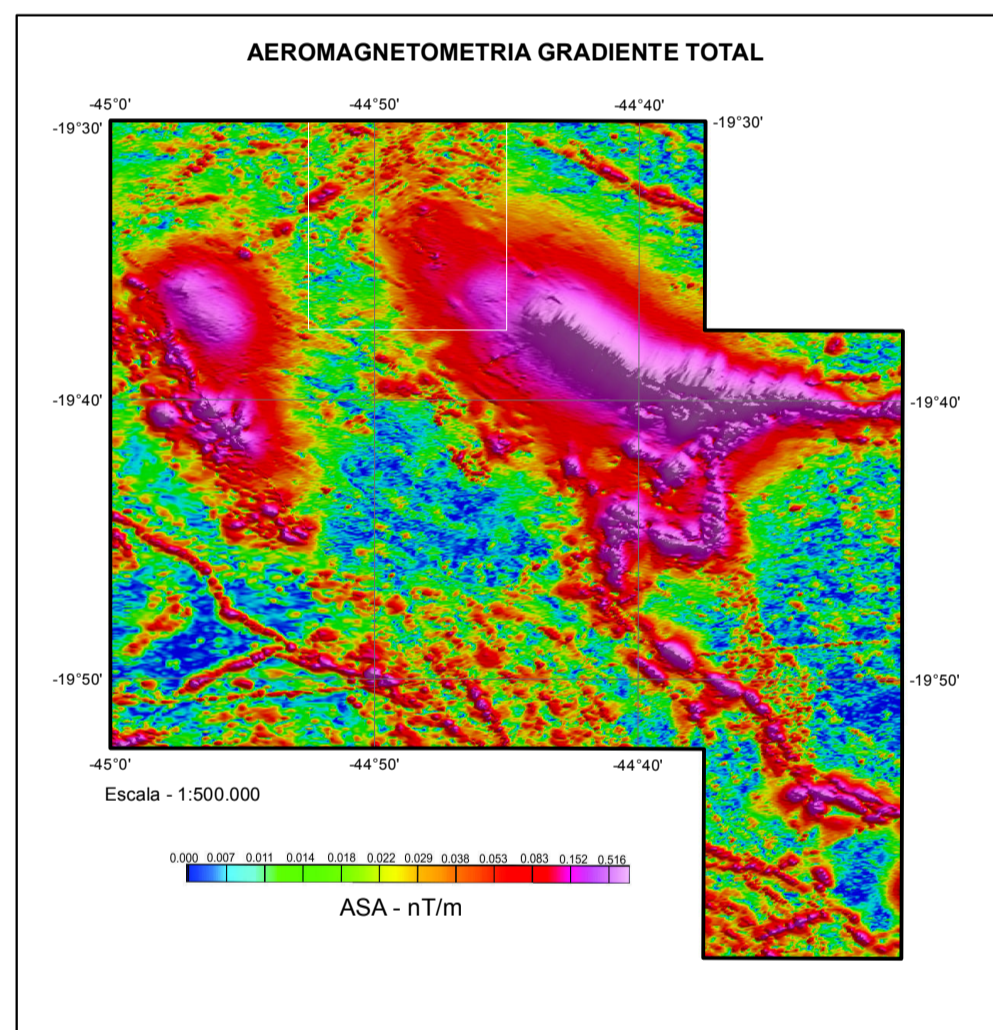 AEROMAGNETOMETRIA GRADIENTE TOTAL
-45°0' -44°50' -44°40'
-19°30' -19°30'
-19°40' -19°40'
-19°50' -19°50'
-45°0' -44°50' -44°40'
Escala - 1:500.000
0.000 0.007 0.011 0.014 0.018 0.022 0.029 0.038 0.053 0.083 0.152 0.516
ASA - nT/m